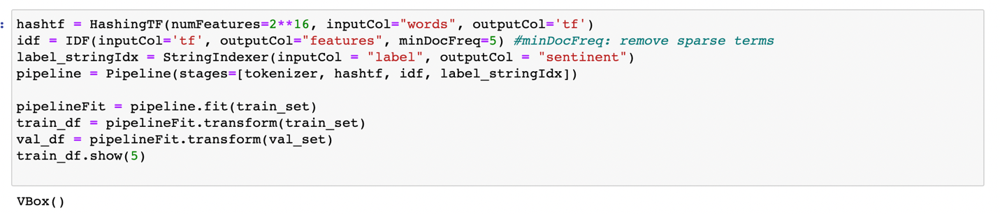 :
hashtf = HashingTF(numFeatures=2**16, inputCol="words", outputCol='tf')
idf = IDF(inputCol='tf', outputCol="features", minDocFreq=5) #minDocFreq: remove sparse terms
label_stringIdx = StringIndexer(inputCol = "label", outputCol = "sentinent")
pipeline = Pipeline(stages=[tokenizer, hashtf, idf, label_stringIdx])
pipelineFit = pipeline.fit(train_set)
train_df = pipelineFit.transform(train_set)
val_df = pipelineFit.transform(val_set)
train_df.show(5)
VBox()